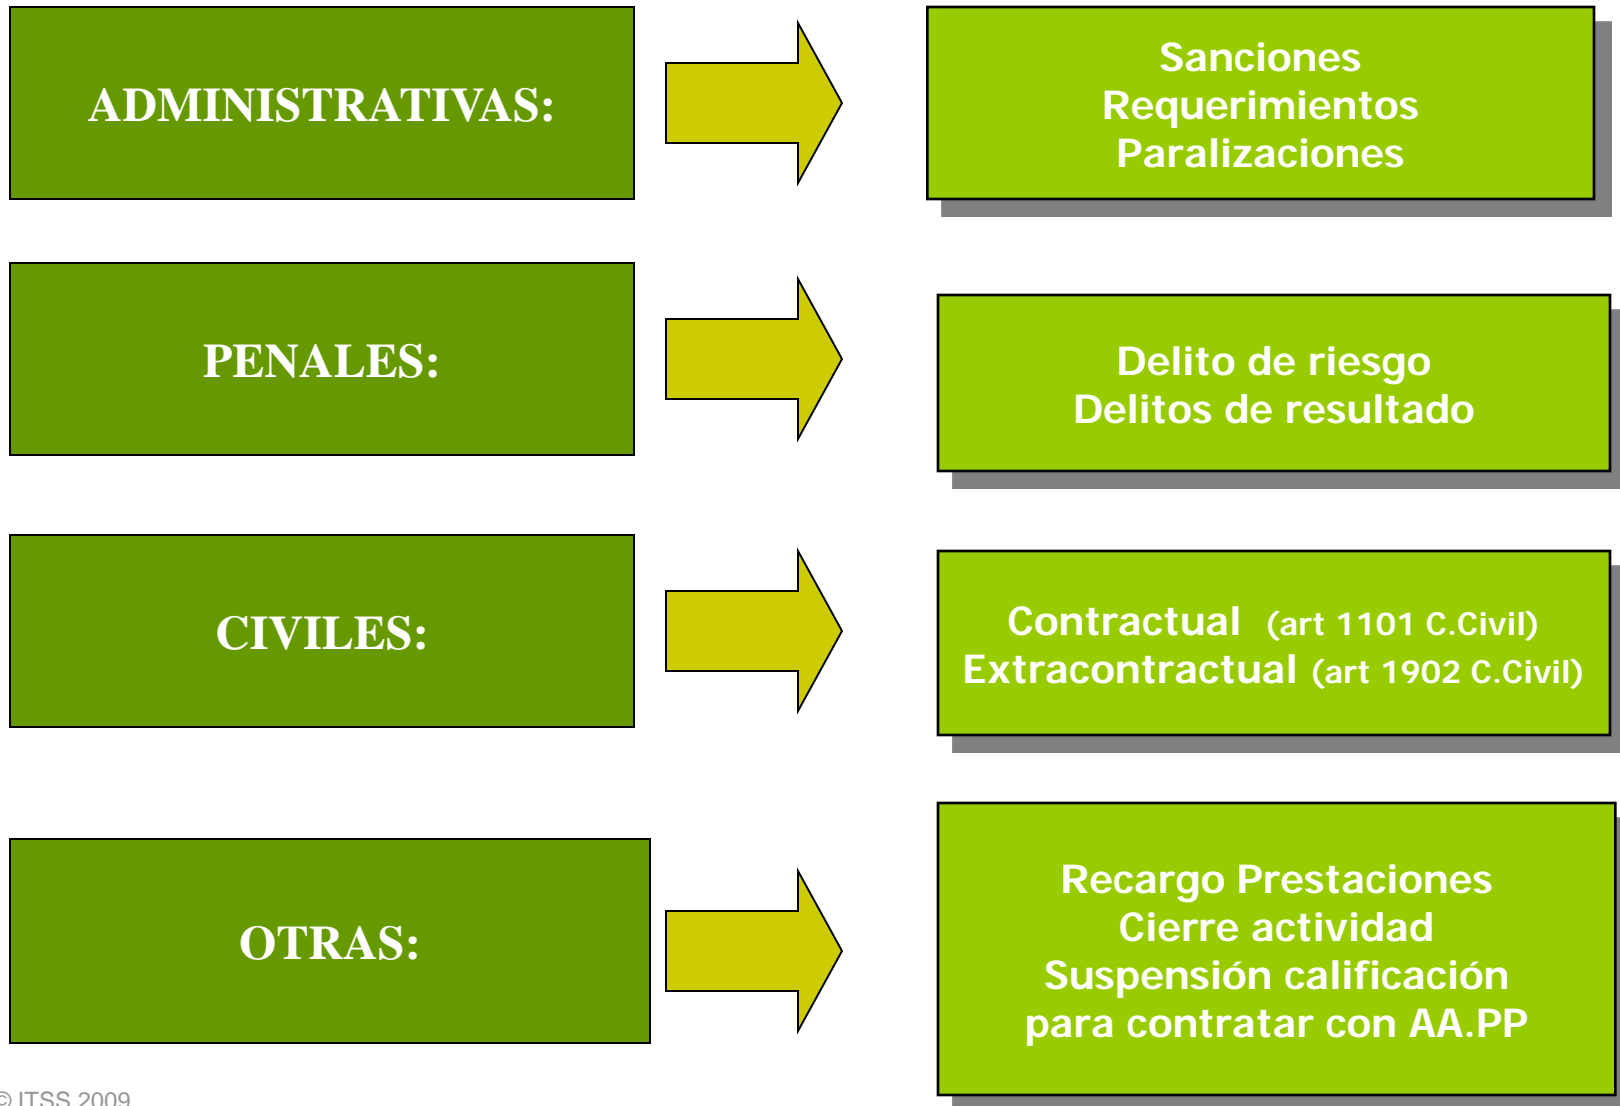 ADMINISTRATIVAS:
Sanciones
Requerimientos
Paralizaciones
PENALES:
Delito de riesgo
Delitos de resultado
CIVILES:
Contractual (art 1101 C.Civil)
Extracontractual (art 1902 C.Civil)
OTRAS:
Recargo Prestaciones
Cierre actividad
Suspensión calificación
para contratar con AA.PP
© ITSS 2009